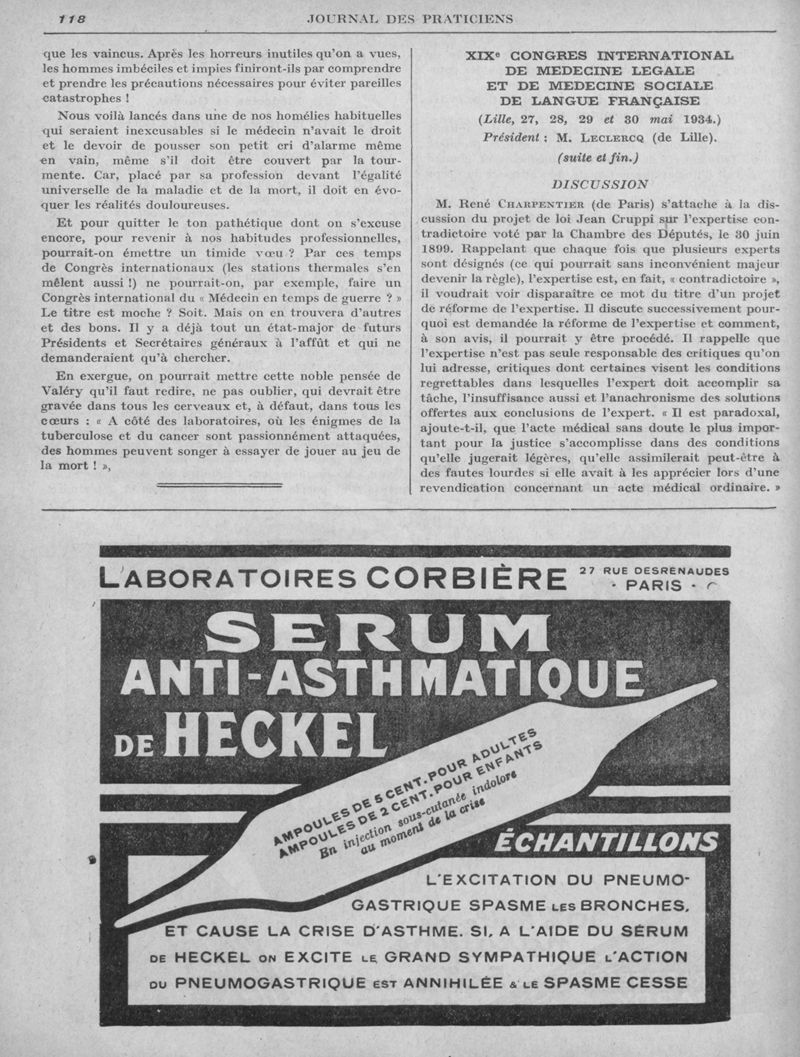 118
JOURNAL DES PRATICIENS
que les vaincus. Après les horreurs inutiles qu'on a vues,
les hommes imbéciles et impies finiront-ils par comprendre
et prendre les précautions nécessaires pour éviter pareilles
catastrophes !
Nous voilà lancés dans une de nos homélies habituelles
qui seraient inexcusables si le médecin n'avait le droit
et le devoir de pousser son petit cri d'alarme même
en vain, même s'il doit être couvert par la tour-
mente. Car, placé par sa profession devant l'égalité
universelle de la maladie et de la mort, il doit en évo-
quer les réalités douloureuses.
Et pour quitter le ton pathétique dont on s'excuse
encore, pour revenir à nos habitudes professionnelles,
pourrait-on émettre un timide vœu ? Par ces temps
de Congrès internationaux (les stations thermales s'en
mêlent aussi !) ne pourrait-on, par exemple, faire un
Congrès international du « Médecin en temps de guerre ? »
Le titre est moche ? Soit. Mais on en trouvera d'autres
et des bons. Il y a déjà tout un état-major de futurs
Présidents et Secrétaires généraux à l'affût et qui ne
demanderaient qu'à chercher.
En exergue, on pourrait mettre cette noble pensée de
Valéry qu'il faut redire, ne pas oublier, qui devrait être
gravée dans tous les cerveaux et, à défaut, dans tous les
cœurs : « A côté des laboratoires, où les énigmes de la
tuberculose et du cancer sont passionnément attaquées,
des hommes peuvent songer à essayer de jouer au jeu de
la mort ! »,
XIXe CONGRES INTERNATIONAL
DE MEDECINE LEGALE
ET DE MEDECINE SOCIALE
DE LANGUE FRANÇAISE
(Lille, 27, 28, 29 et 30 mai 1934.)
Président : M. LECLERCQ (de Lille).
(suite et fin.)
DISCUSSION
M. René CHARPENTIER (de Paris) s'attache à la dis-
cussion du projet de loi Jean Cruppi sur l'expertise con-
tradictoire voté par la Chambre des Députés, le 30 juin
1899. Rappelant que chaque fois que plusieurs experts
sont désignés (ce qui pourrait sans inconvénient majeur
devenir la règle), l'expertise est, en fait, « contradictoire »,
il voudrait voir disparaître ce mot du titre d'un projet
de réforme de l'expertise. Il discute successivement pour-
quoi est demandée la réforme de l'expertise et comment,
à son avis, il pourrait y être procédé. Il rappelle que
l'expertise n'est pas seule responsable des critiques qu'on
lui adresse, critiques dont certaines visent les conditions
regrettables dans lesquelles l'expert doit accomplir sa
tâche, l'insuffisance aussi et l'anachronisme des solutions
offertes aux conclusions de l'expert. « Il est paradoxal,
ajoute-t-il, que l'acte médical sans doute le plus impor-
tant pour la justice s'accomplisse dans des conditions
qu'elle jugerait légères, qu'elle assimilerait peut-être à
des fautes lourdes si elle avait à les apprécier lors d'une
revendication concernant un acte médical ordinaire. »
LABORATOIRES CORBIÈRE
27 RUE DESRENAUDES
· PARIS ·
SERUM
ANTI-ASTHMATIQUE
DE HECKEL
AMPOULES DE 5 CENT. POUR ADULTES
AMPOULES DE 2 CENT. POUR ENFANTS
En injection sous-cutanée indolore
au moment de la crise
ÉCHANTILLONS
L'EXCITATION DU PNEUMO-
GASTRIQUE SPASME LES BRONCHES,
ET CAUSE LA CRISE D'ASTHME. SI, A L'AIDE DU SÉRUM
DE HECKEL ON EXCITE LE GRAND SYMPATHIQUE L'ACTION
DU PNEUMOGASTRIQUE EST ANNIHILÉE & LE SPASME CESSE